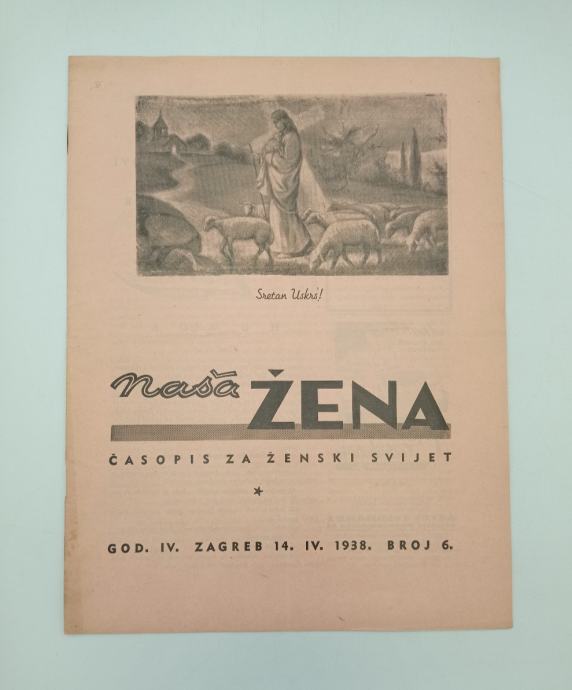 Sretan Uskrs!
Naša ŽENA
ČASOPIS ZA ŽENSKI SVIJET
GOD. IV. ZAGREB 14. IV. 1938. BROJ 6.